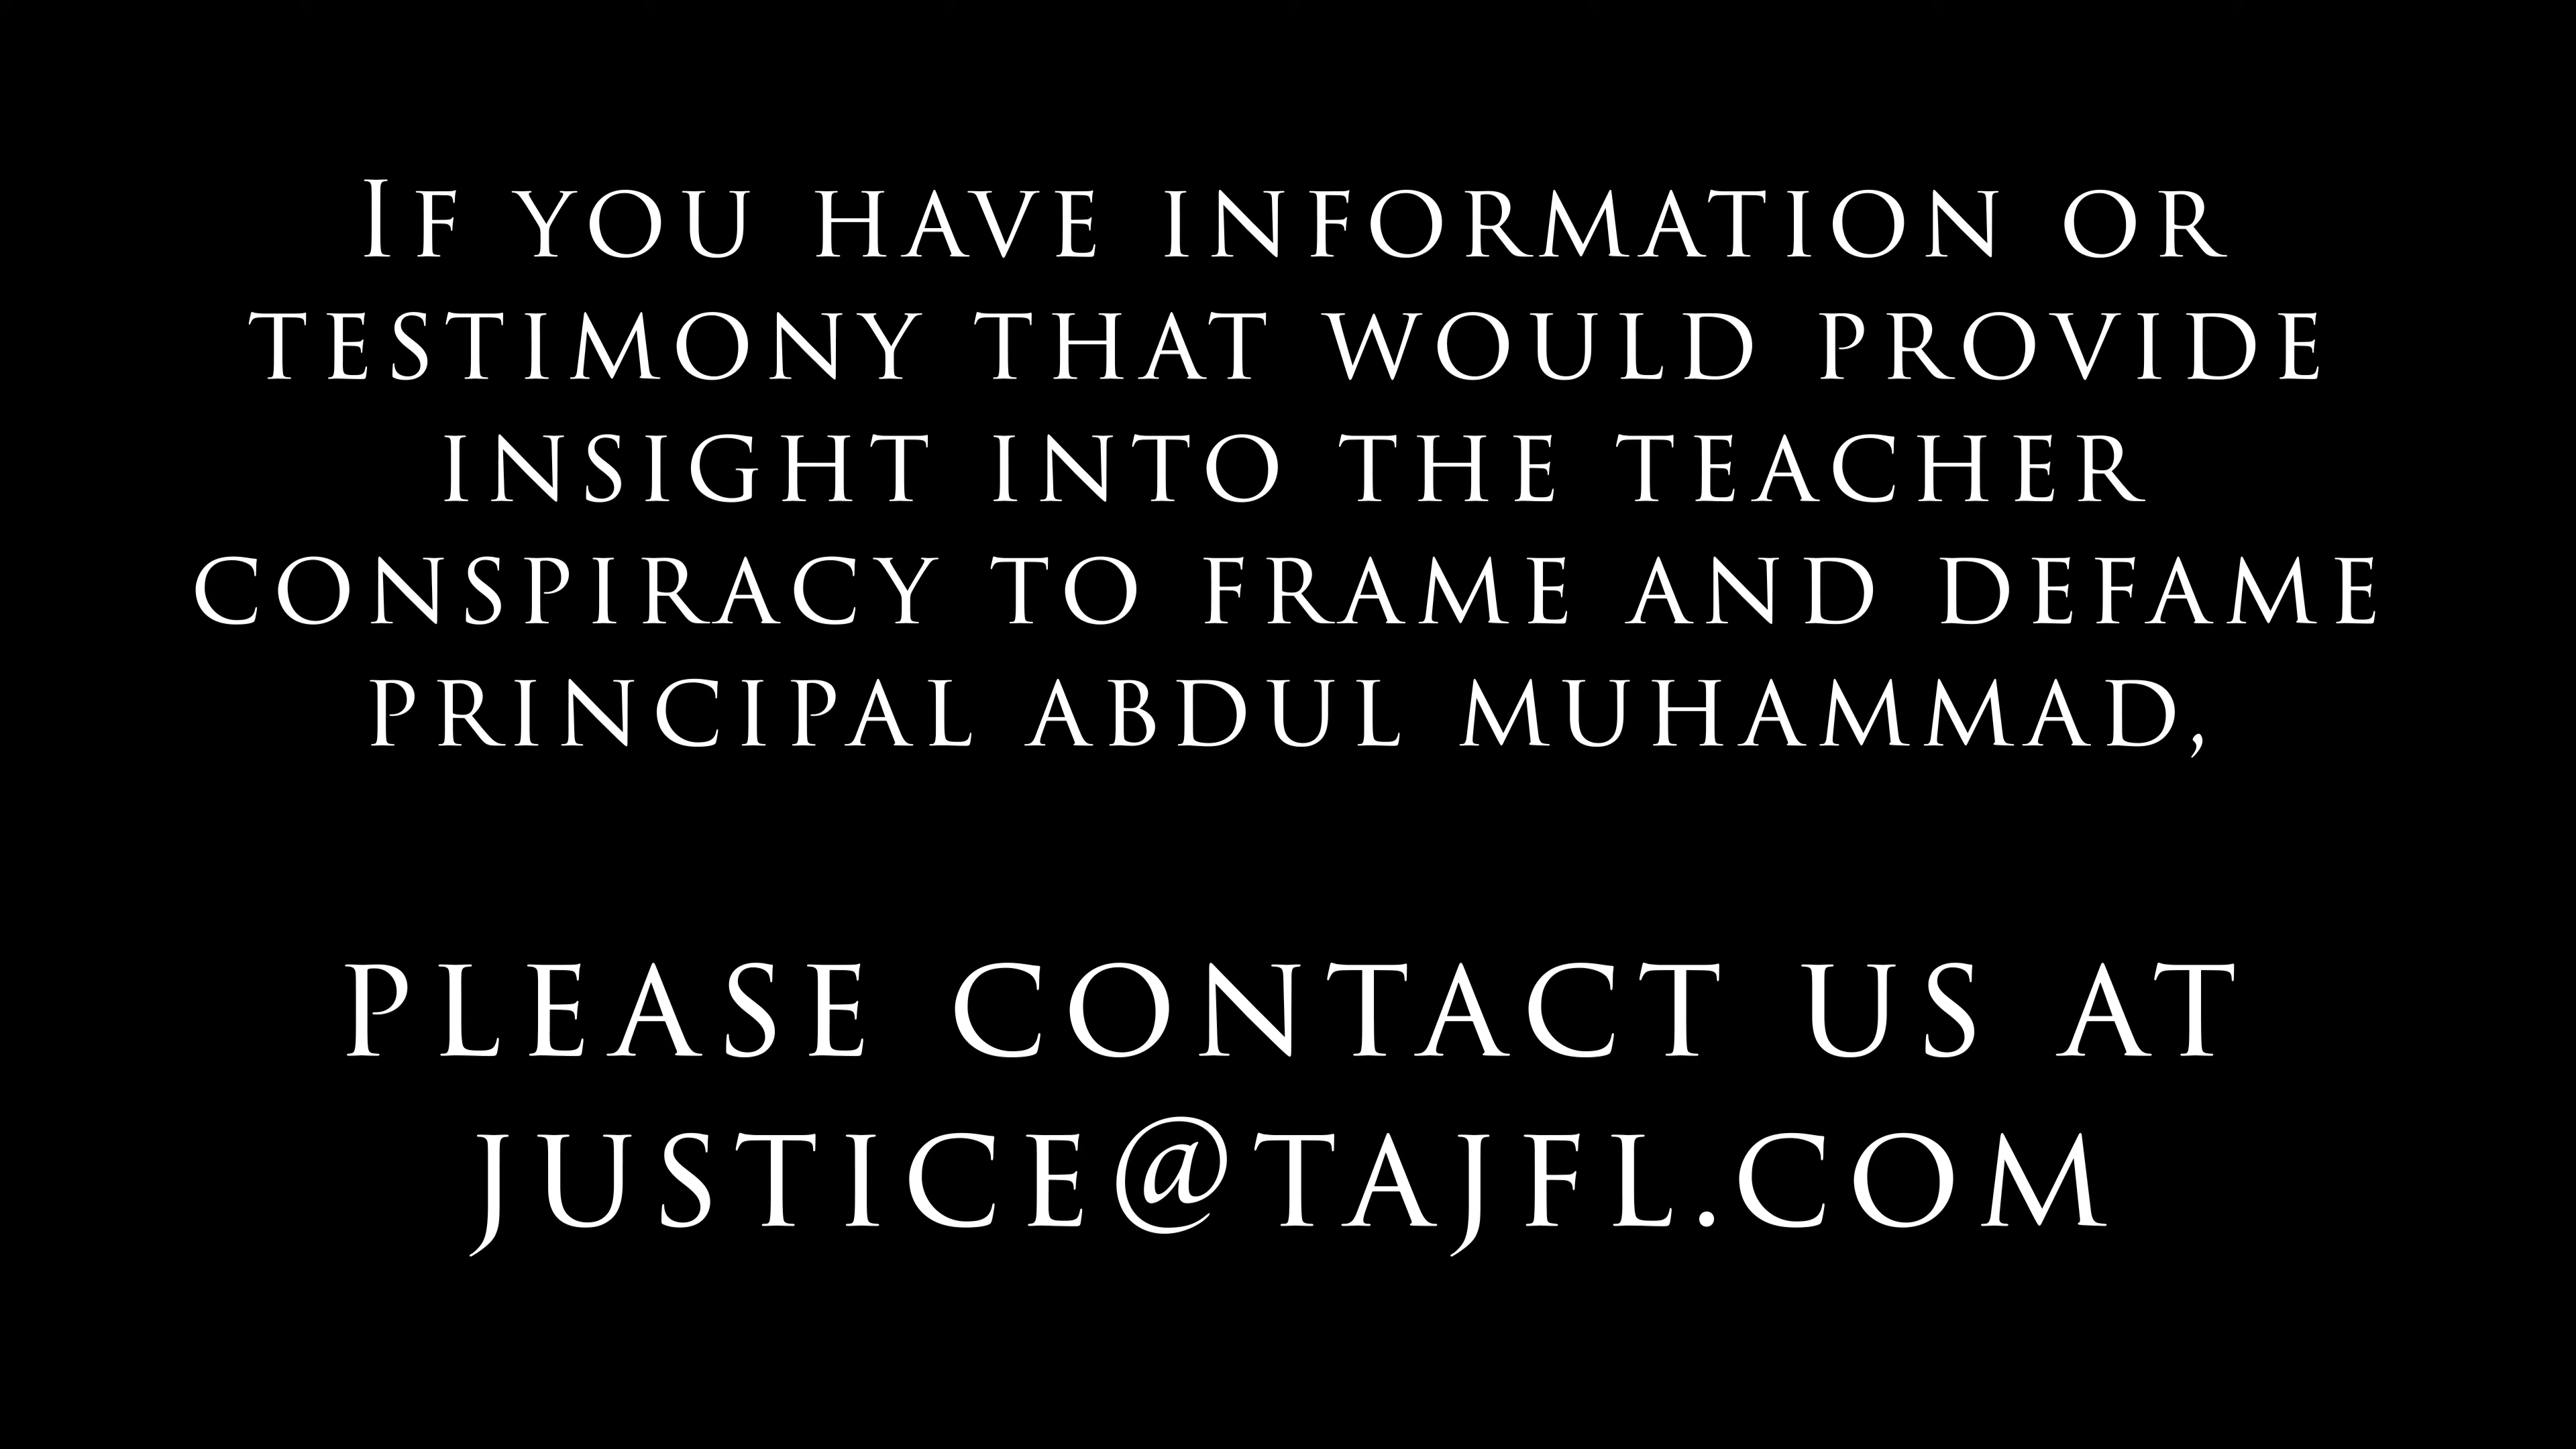 If you have information or
testimony that would provide
insight into the teacher
conspiracy to frame and defame
principal abdul muhammad,
please contact us at
justice@tajfl.com